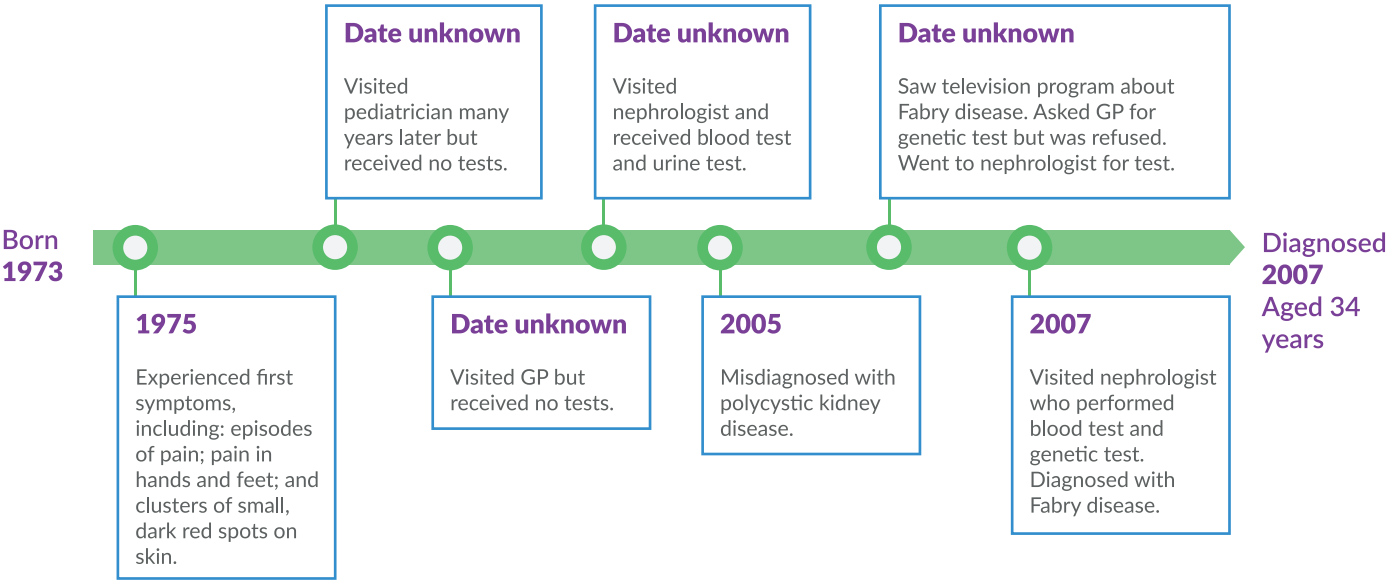 Born
1973
1975
Experienced first
symptoms,
including: episodes
of pain; pain in
hands and feet; and
clusters of small,
dark red spots on
skin.
Date unknown
Visited
pediatrician many
years later but
received no tests.
Date unknown
Visited GP but
received no tests.
Date unknown
Visited
nephrologist and
received blood test
and urine test.
2005
Misdiagnosed with
polycystic kidney
disease.
Date unknown
Saw television program about
Fabry disease. Asked GP for
genetic test but was refused.
Went to nephrologist for test.
2007
Visited nephrologist
who performed
blood test and
genetic test.
Diagnosed with
Fabry disease.
Diagnosed
2007
Aged 34
years